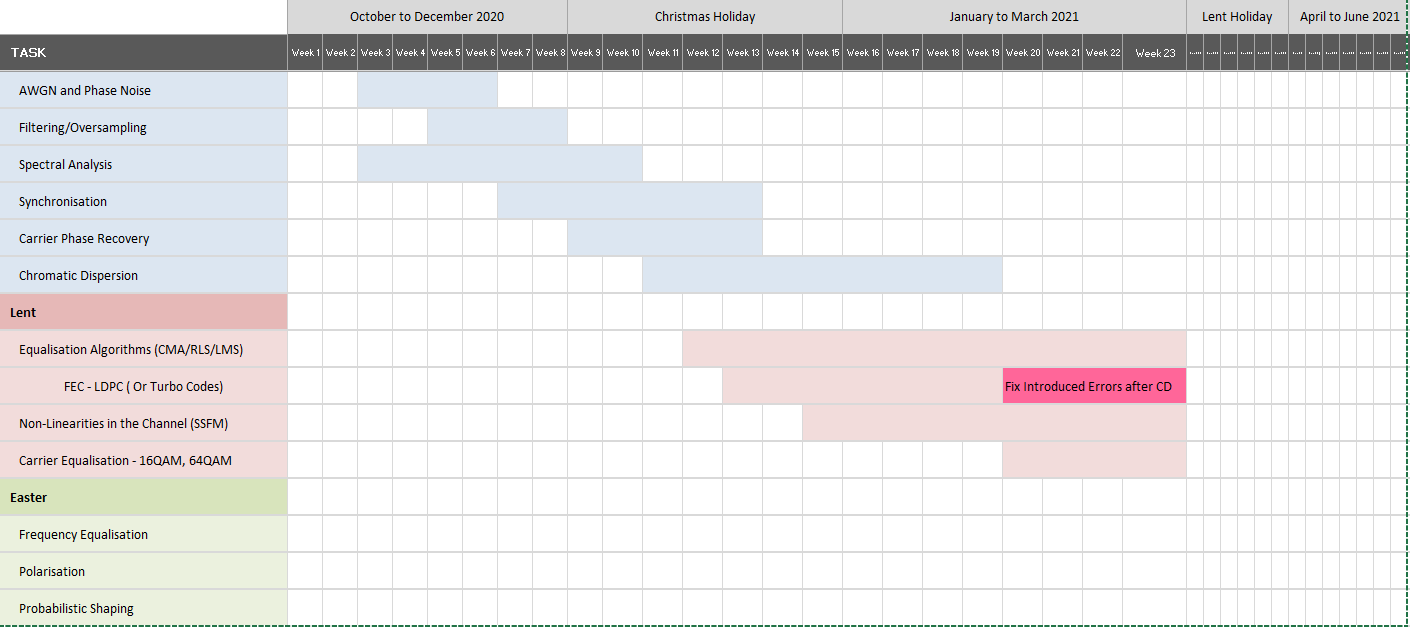 October to December 2020 Christmas Holiday January to March 2021 Lent Holiday April to June 2021
TASK Week 1 Week 2 Week 3 Week 4 Week 5 Week 6 Week 7 Week 8 Week 9 Week 10 Week 11 Week 12 Week 13 Week 14 Week 15 Week 16 Week 17 Week 18 Week 19 Week 20 Week 21 Week 22 Week 23
AWGN and Phase Noise
Filtering/Oversampling
Spectral Analysis
Synchronisation
Carrier Phase Recovery
Chromatic Dispersion
Lent
Equalisation Algorithms (CMA/RLS/LMS)
FEC - LDPC ( Or Turbo Codes) Fix Introduced Errors after CD
Non-Linearities in the Channel (SSFM)
Carrier Equalisation - 16QAM, 64QAM
Easter
Frequency Equalisation
Polarisation
Probabilistic Shaping